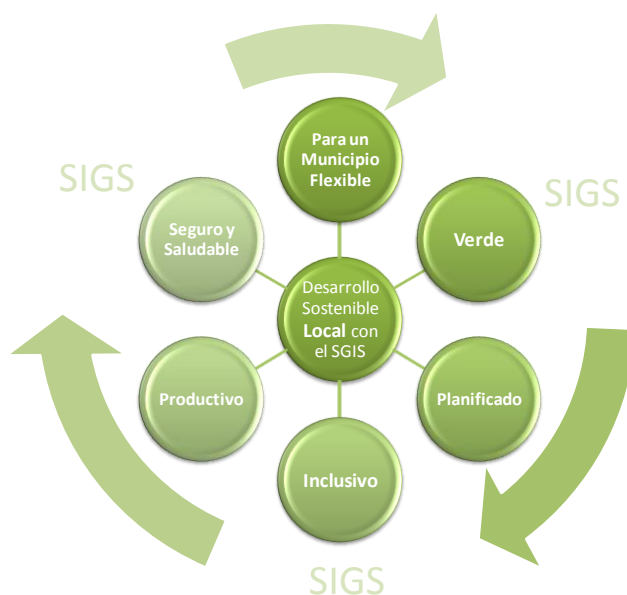 Para un
Municipio
Flexible
SIGS
SIGS
Seguro y
Saludable
Verde
Desarrollo
Sostenible
Local con
el SGIS
Productivo
Planificado
Inclusivo
SIGS